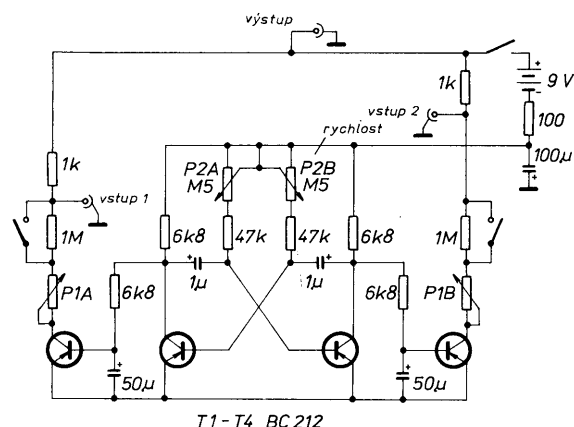 výstup
+
9 V
-
1k
vstup 2
100
rychlost
+
100µ
1k
P2A
M5
P2B
M5
vstup 1
1M
6k8
47k
47k
6k8
1M
+
1µ
+
1µ
P1A
6k8
6k8
P1B
+
50µ
+
50µ
T1-T4 BC 212